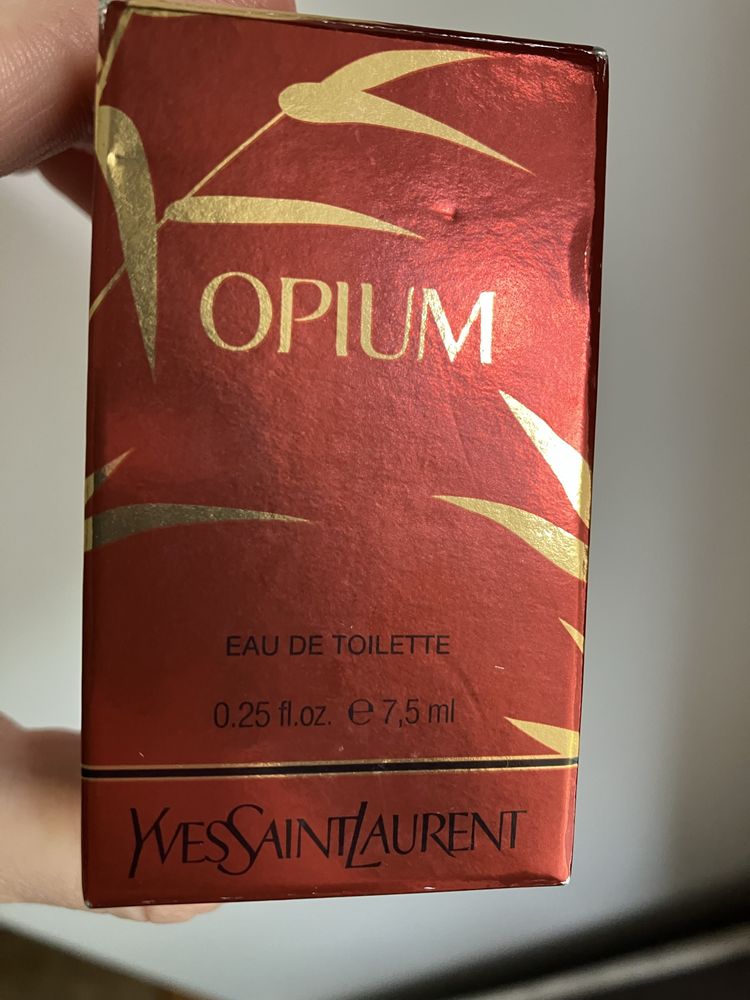 OPIUM
EAU DE TOILETTE
0.25 fl.oz. ℮ 7,5 ml
YVESSAINTLAURENT